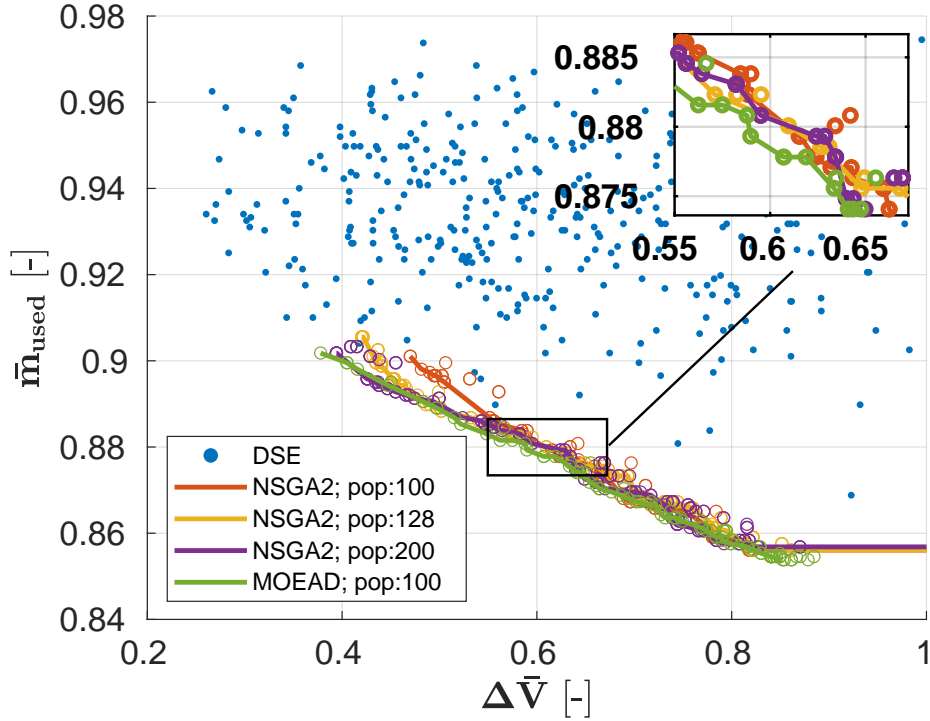 0.98
0.96
0.94
0.92
0.9
0.88
0.86
0.84
m̄_used [-]
0.885
0.88
0.875
0.55 0.6 0.65
DSE
NSGA2; pop:100
NSGA2; pop:128
NSGA2; pop:200
MOEAD; pop:100
0.2 0.4 0.6 0.8 1
ΔV̄ [-]